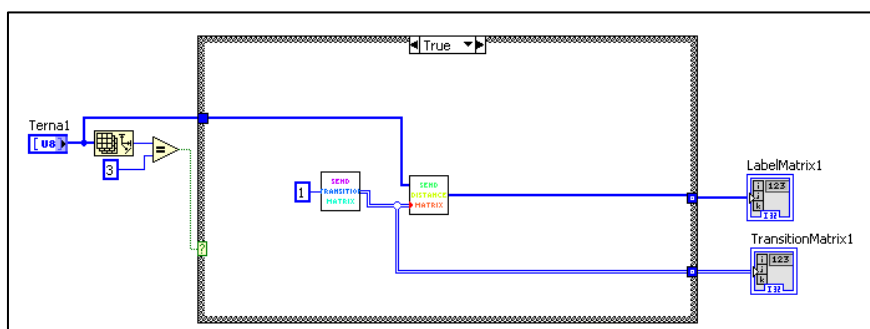 True
Terna1
[U8]
3
=
?
1
SEND
TRANSITION
MATRIX
SEND
DISTANCE
MATRIX
LabelMatrix1
i 123
j
k
I32
TransitionMatrix1
i 123
j
k
I32